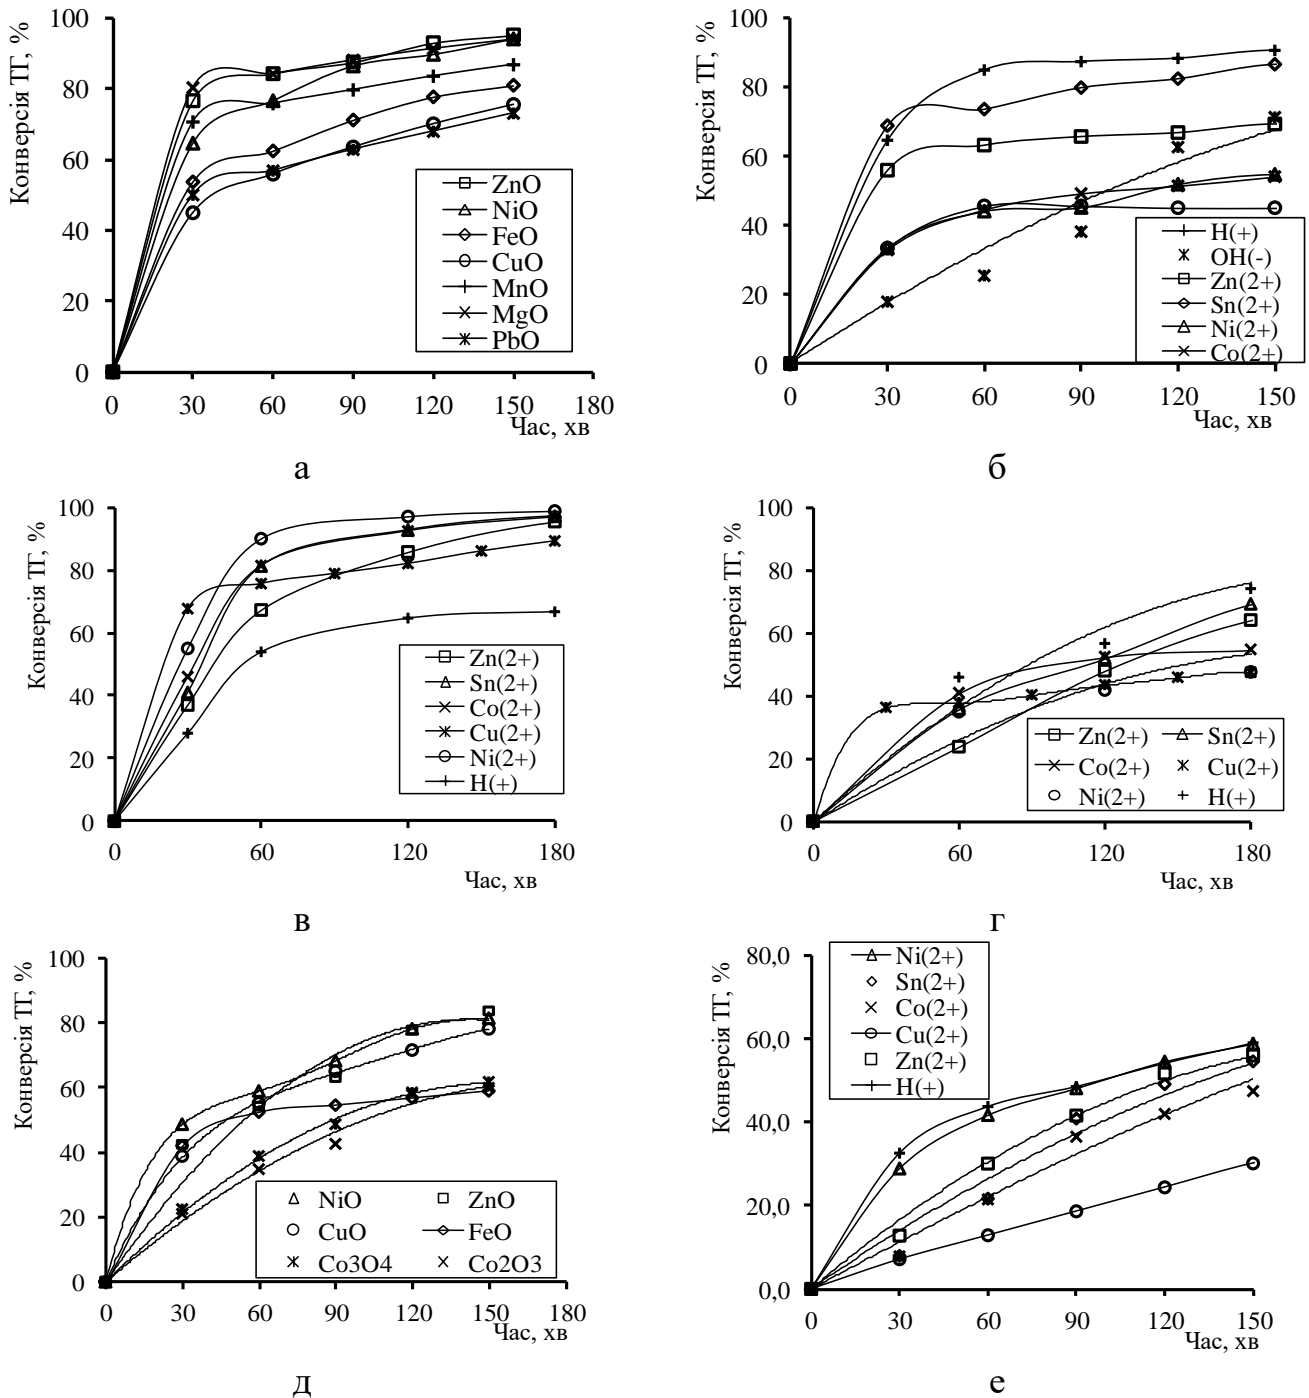 Конверсія ТГ, %
100
80
60
40
20
0
ZnO
NiO
FeO
CuO
MnO
MgO
PbO
0 30 60 90 120 150 180
Час, хв
а
Конверсія ТГ, %
100
80
60
40
20
0
H(+)
OH(-)
Zn(2+)
Sn(2+)
Ni(2+)
Co(2+)
0 30 60 90 120 150
Час, хв
б
Конверсія ТГ, %
100
80
60
40
20
0
Zn(2+)
Sn(2+)
Co(2+)
Cu(2+)
Ni(2+)
H(+)
0 60 120 180
Час, хв
в
Конверсія ТГ, %
100
80
60
40
20
0
Zn(2+) Sn(2+)
Co(2+) Cu(2+)
Ni(2+) H(+)
0 60 120 180
Час, хв
г
Конверсія ТГ, %
100
80
60
40
20
0
NiO ZnO
CuO FeO
Co3O4 Co2O3
0 30 60 90 120 150 180
Час, хв
д
Конверсія ТГ, %
80,0
60,0
40,0
20,0
0,0
Ni(2+)
Sn(2+)
Co(2+)
Cu(2+)
Zn(2+)
H(+)
0 30 60 90 120 150
Час, хв
е